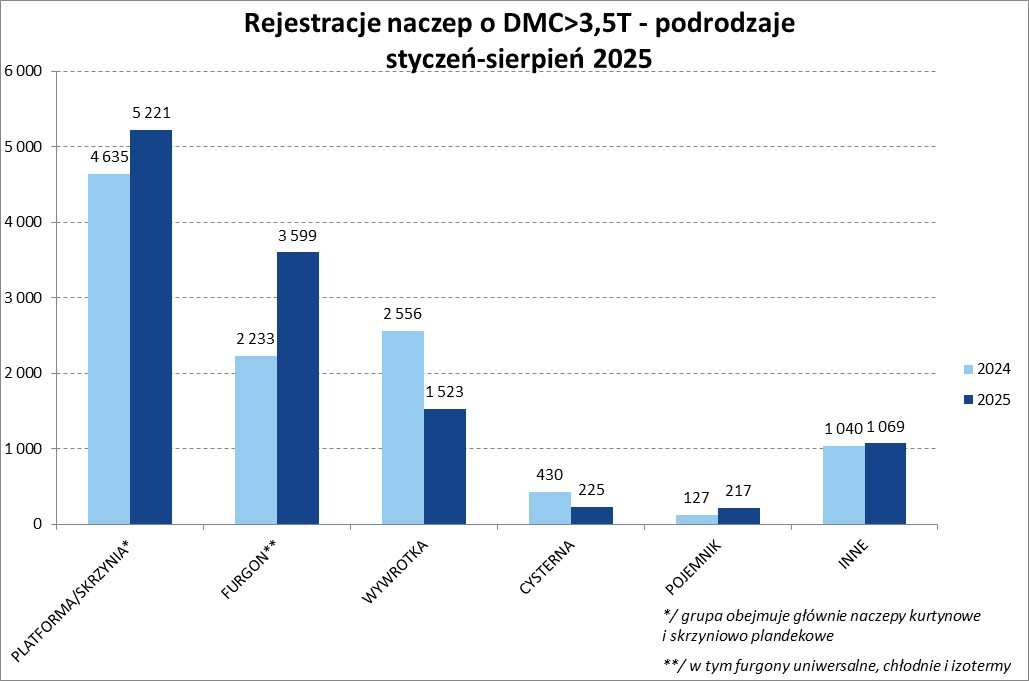 Rejestracje naczep o DMC>3,5T - podrodzaje
styczeń-sierpień 2025
6 000
5 000
4 000
3 000
2 000
1 000
0
4 635
5 221
2 233
3 599
2 556
1 523
430
225
127
217
1 040
1 069
2024
2025
PLATFORMA/SKRZYNIA*
FURGON**
WYWROTKA
CYSTERNA
POJEMNIK
INNE
*/ grupa obejmuje głównie naczepy kurtynowe
i skrzyniowo plandekowe
**/ w tym furgony uniwersalne, chłodnie i izotermy